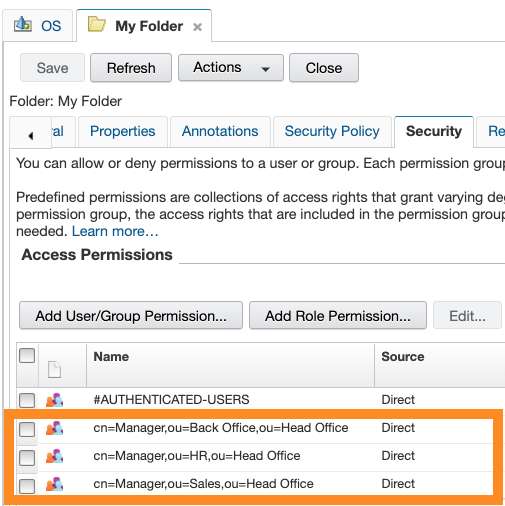 OS My Folder
Save Refresh Actions Close
Folder: My Folder
al Properties Annotations Security Policy Security Re
You can allow or deny permissions to a user or group. Each permission group
Predefined permissions are collections of access rights that grant varying de
permission group, the access rights that are included in the permission group
needed. Learn more…
Access Permissions
Add User/Group Permission... Add Role Permission... Edit...
Name Source
#AUTHENTICATED-USERS Direct
cn=Manager,ou=Back Office,ou=Head Office Direct
cn=Manager,ou=HR,ou=Head Office Direct
cn=Manager,ou=Sales,ou=Head Office Direct